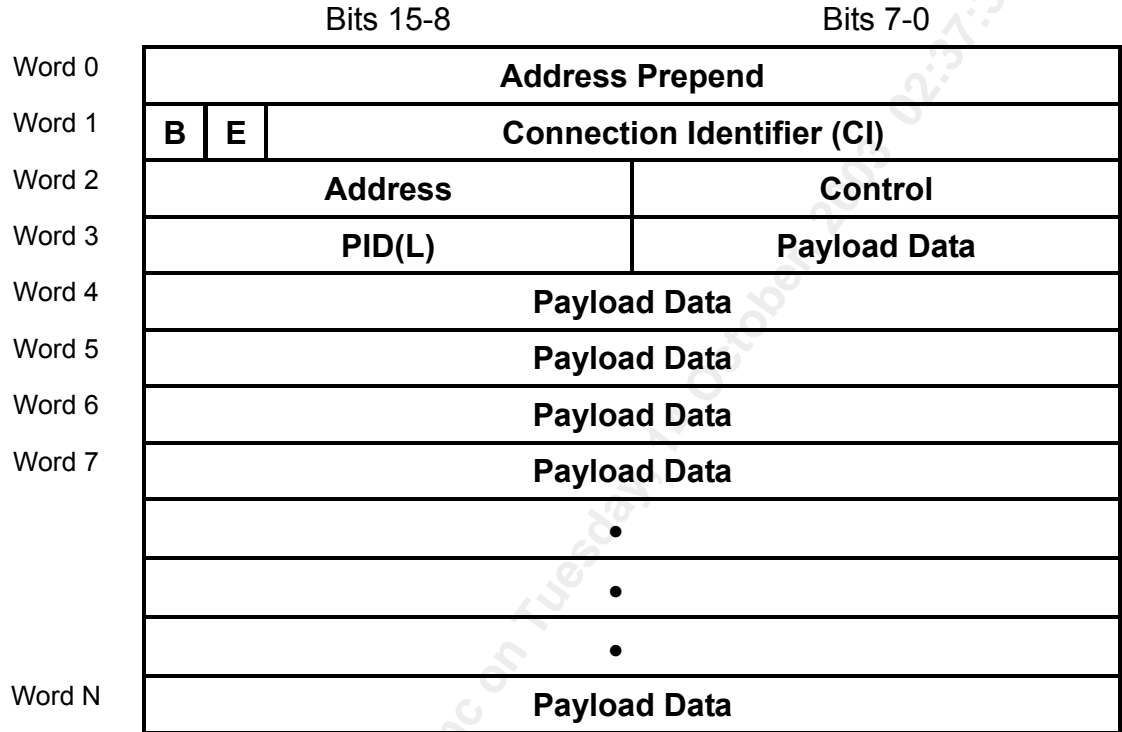 Bits 15-8 Bits 7-0
Word 0 Address Prepend
Word 1 B E Connection Identifier (CI)
Word 2 Address Control
Word 3 PID(L) Payload Data
Word 4 Payload Data
Word 5 Payload Data
Word 6 Payload Data
Word 7 Payload Data
•
•
•
Word N Payload Data